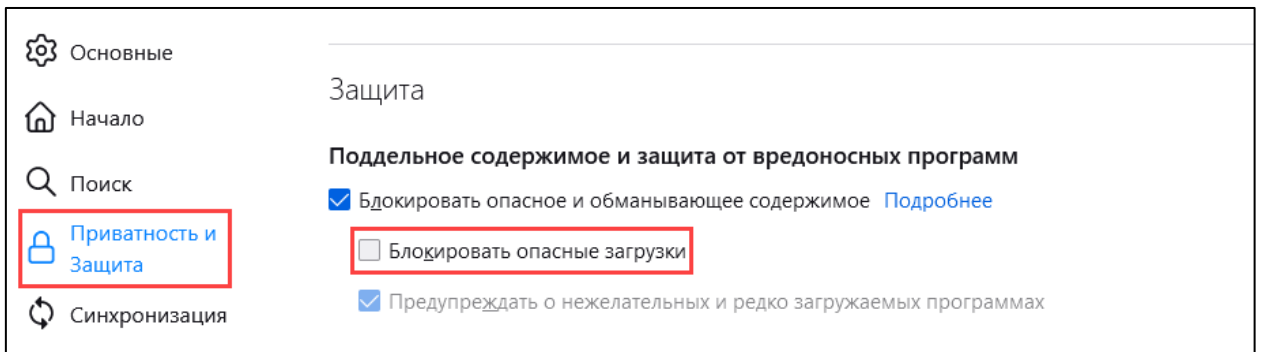 Основные
Начало
Поиск
Приватность и
Защита
Синхронизация
Защита
Поддельное содержимое и защита от вредоносных программ
Блокировать опасное и обманывающее содержимое Подробнее
Блокировать опасные загрузки
Предупреждать о нежелательных и редко загружаемых программах